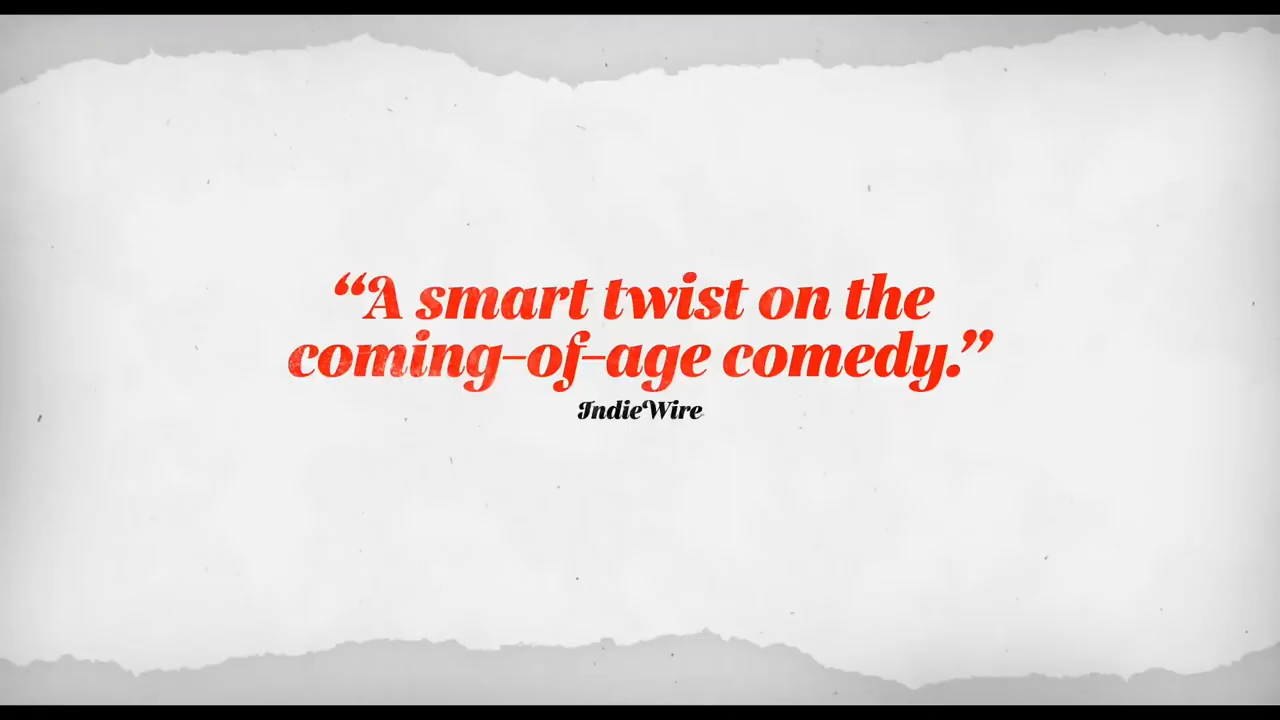 “A smart twist on the
coming-of-age comedy.”
IndieWire